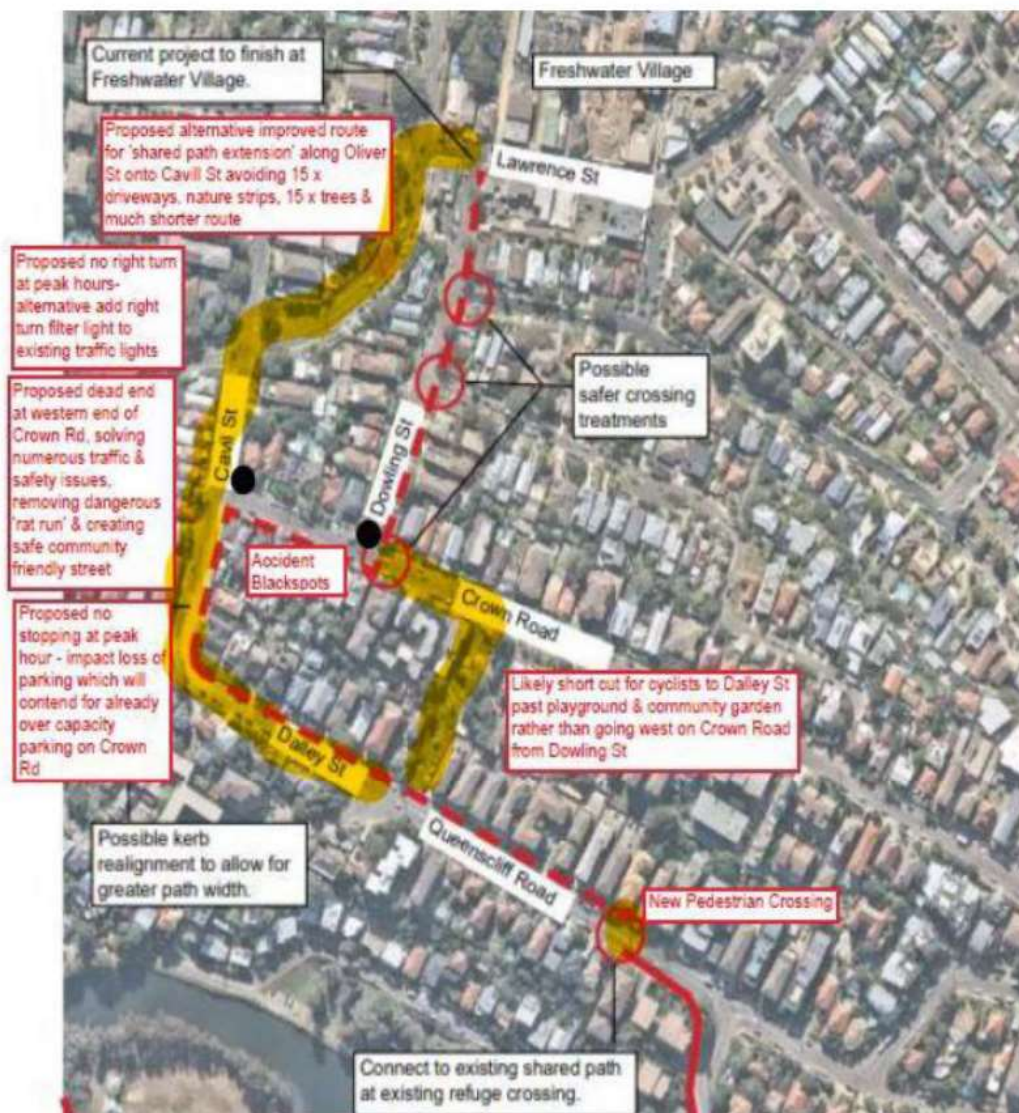 Current project to finish at
Freshwater Village.
Freshwater Village
Proposed alternative improved route
for 'shared path extension' along Oliver
St onto Cavill St avoiding 15 x
driveways, nature strips, 15 x trees &
much shorter route
Lawrence St
Proposed no right turn
at peak hours-
alternative add right
turn filter light to
existing traffic lights
Possible
safer crossing
treatments
Proposed dead end
at western end of
Crown Rd, solving
numerous traffic &
safety issues,
removing dangerous
'rat run' & creating
safe community
friendly street
Cavill St
Dowling St
Accident
Blackspots
Crown Road
Proposed no
stopping at peak
hour - impact loss of
parking which will
contend for already
over capacity
parking on Crown
Rd
Likely short cut for cyclists to Dalley St
past playground & community garden
rather than going west on Crown Road
from Dowling St
Dalley St
Possible kerb
realignment to allow for
greater path width.
Queenscliff Road
New Pedestrian Crossing
Connect to existing shared path
at existing refuge crossing.